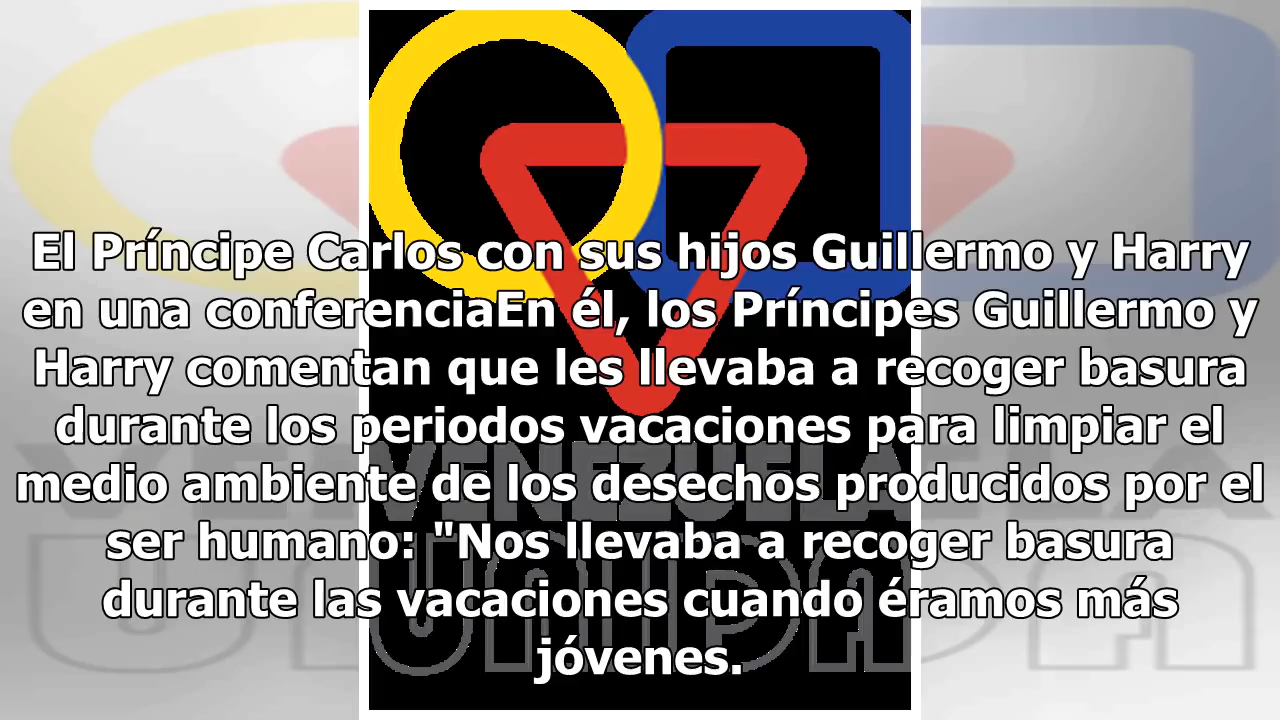 El Príncipe Carlos con sus hijos Guillermo y Harry
en una conferenciaEn él, los Príncipes Guillermo y
Harry comentan que les llevaba a recoger basura
durante los periodos vacaciones para limpiar el
medio ambiente de los desechos producidos por el
ser humano: "Nos llevaba a recoger basura
durante las vacaciones cuando éramos más
jóvenes.
VENEZUELA
UNIDA